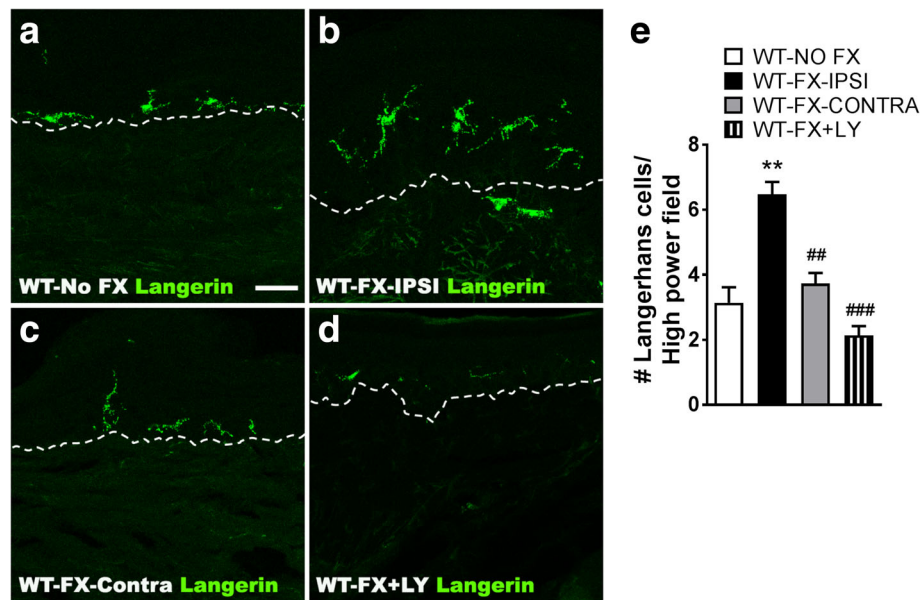 a
WT-No FX Langerin
b
WT-FX-IPSI Langerin
c
WT-FX-Contra Langerin
d
WT-FX+LY Langerin
e
WT-NO FX
WT-FX-IPSI
WT-FX-CONTRA
WT-FX+LY
# Langerhans cells/
High power field
8
6
4
2
0
**
##
###